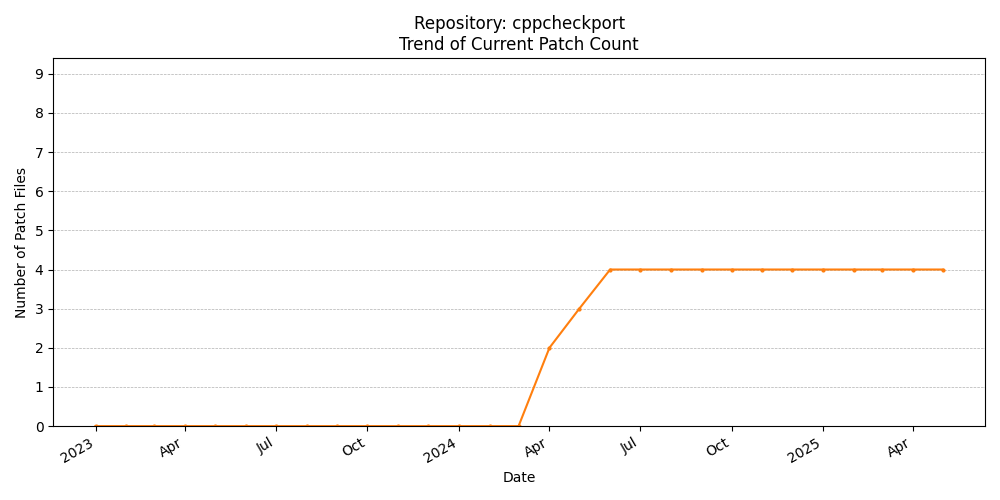 Repository: cppcheckport
Trend of Current Patch Count
Number of Patch Files
9
8
7
6
5
4
3
2
1
0
2023
Apr
Jul
Oct
2024
Apr
Jul
Oct
2025
Apr
Date